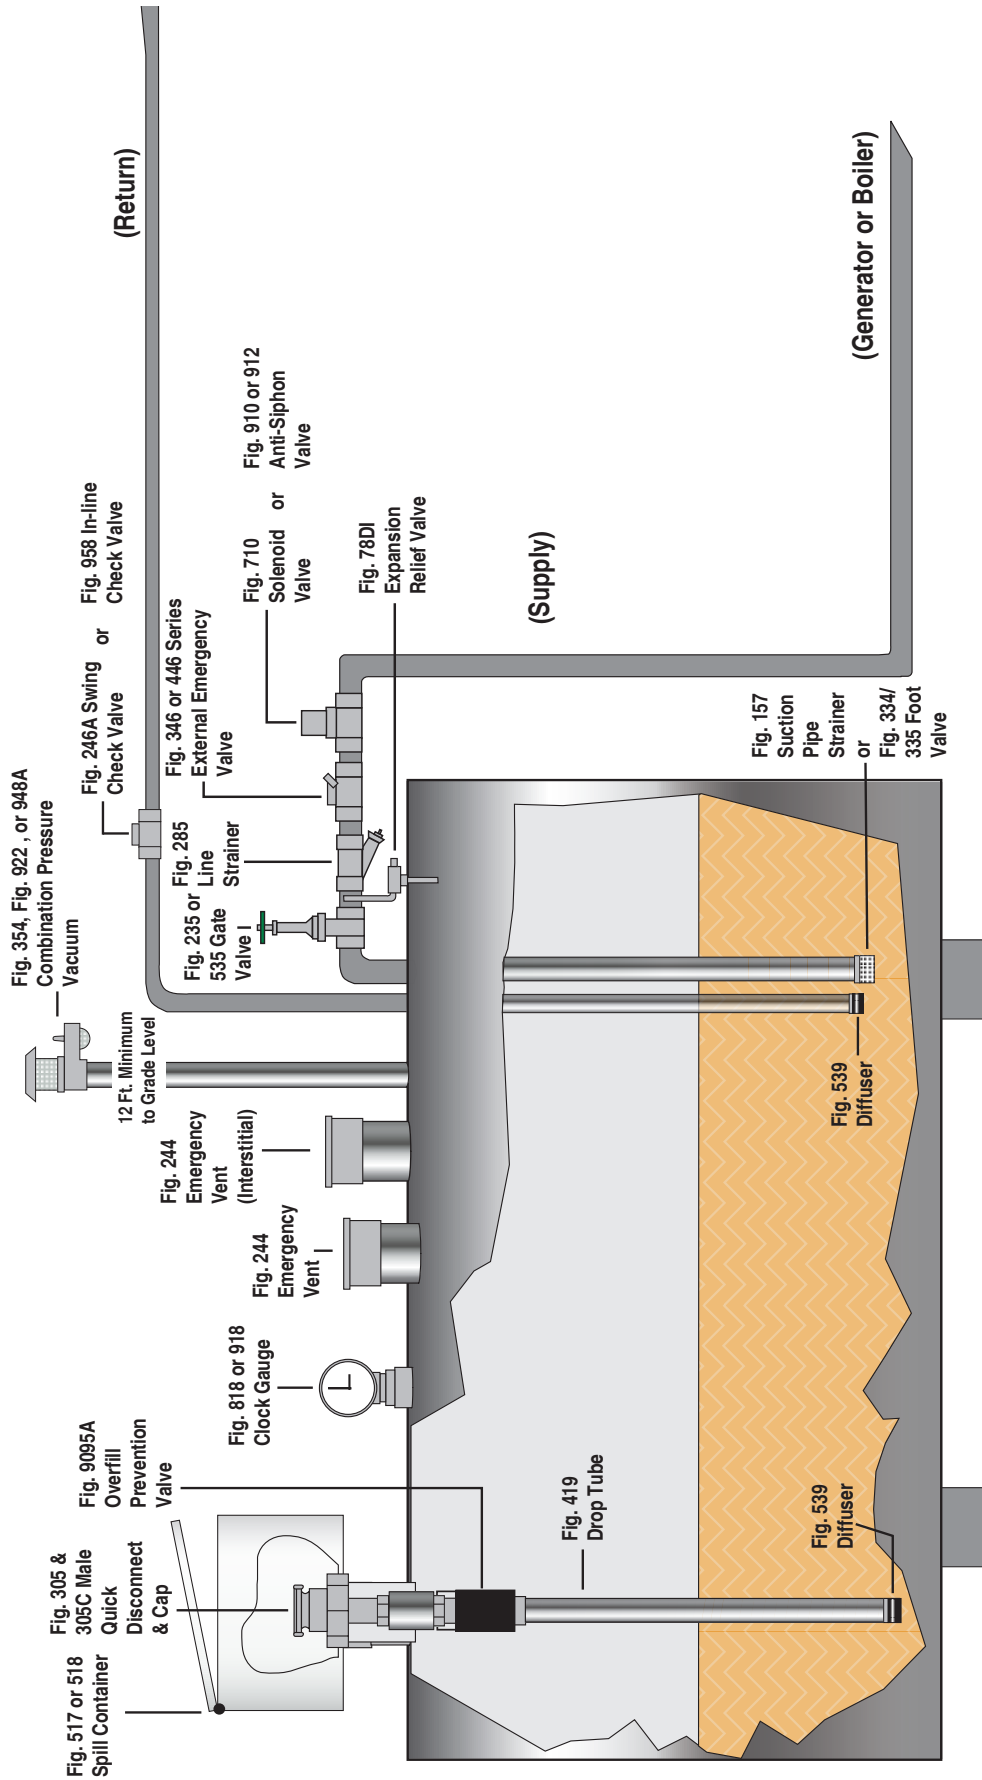 Fig. 517 or 518
Spill Container
Fig. 305 &
305C Male
Quick
Disconnect
& Cap
Fig. 9095A
Overfill
Prevention
Valve
Fig. 818 or 918
Clock Gauge
Fig. 244
Emergency
Vent
Fig. 244
Emergency
Vent
(Interstitial)
12 Ft. Minimum
to Grade Level
Fig. 354, Fig. 922 , or 948A
Combination Pressure
Vacuum
Fig. 235 or
535 Gate
Valve
Fig. 285
Line
Strainer
Fig. 346 or 446 Series
External Emergency
Valve
Fig. 246A Swing or Fig. 958 In-line
Check Valve Check Valve
Fig. 710 Fig. 910 or 912
Solenoid or Anti-Siphon
Valve Valve
Fig. 78DI
Expansion
Relief Valve
(Return)
(Supply)
(Generator or Boiler)
Fig. 419
Drop Tube
Fig. 539
Diffuser
Fig. 539
Diffuser
Fig. 157
Suction
Pipe
Strainer
or
Fig. 334/
335 Foot
Valve